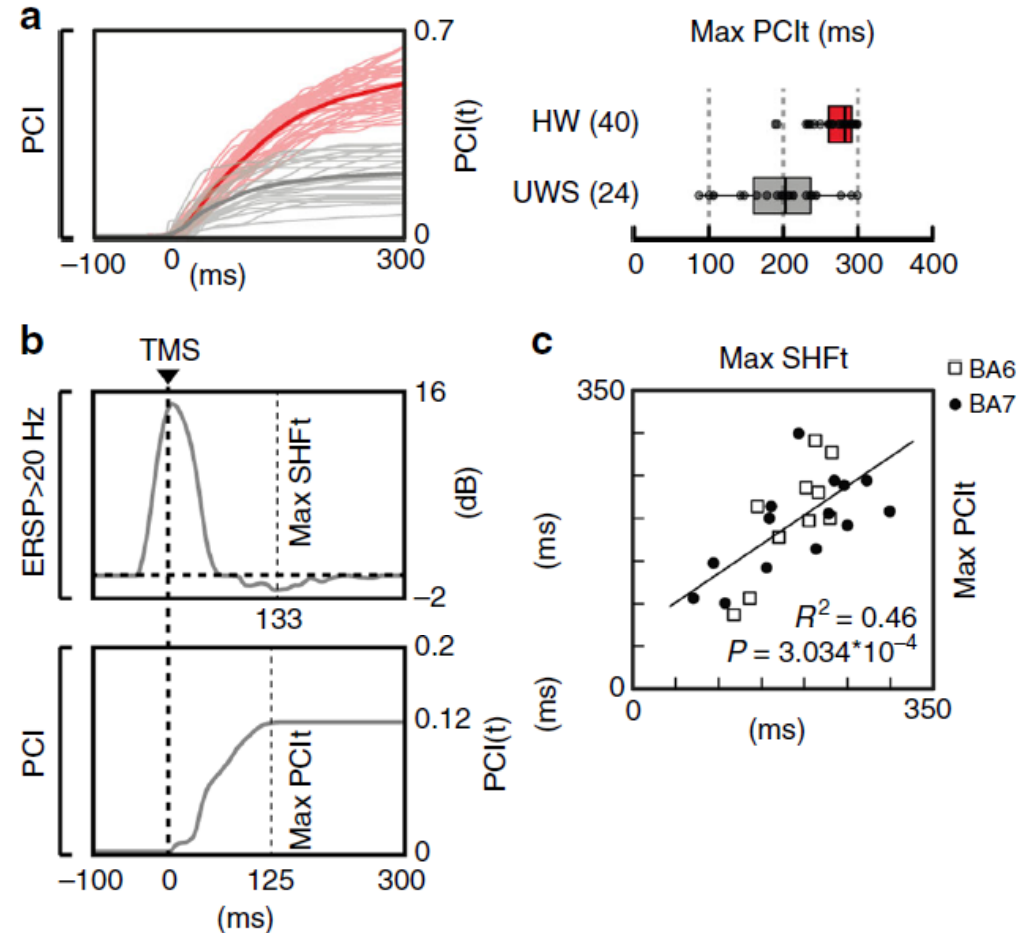 a
PCI
0.7
PCI(t)
0
–100 0 300
(ms)
Max PCIt (ms)
HW (40)
UWS (24)
0 100 200 300 400
b
TMS
ERSP>20 Hz
16
(dB)
–2
Max SHFt
133
PCI
0.2
0.12
PCI(t)
0
Max PCIt
–100 0 125 300
(ms)
c
Max SHFt
BA6
BA7
350
(ms)
Max PCIt
R² = 0.46
P = 3.034*10⁻⁴
0
(ms)
0 350
(ms)